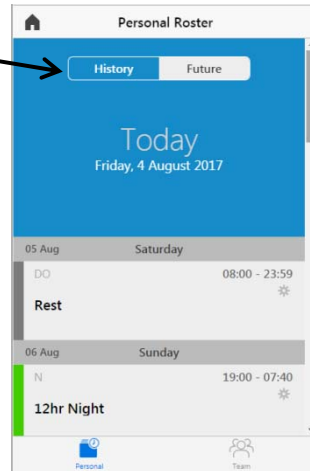 Personal Roster
History Future
Today
Friday, 4 August 2017
05 Aug Saturday
DO 08:00 - 23:59
Rest
06 Aug Sunday
N 19:00 - 07:40
12hr Night
Personal Team